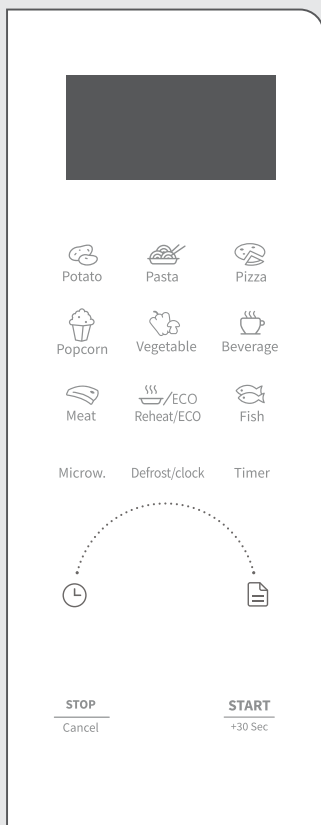 Potato Pasta Pizza
Popcorn Vegetable Beverage
/ECO
Meat Reheat/ECO Fish
Microw. Defrost/clock Timer
STOP START
Cancel +30 Sec